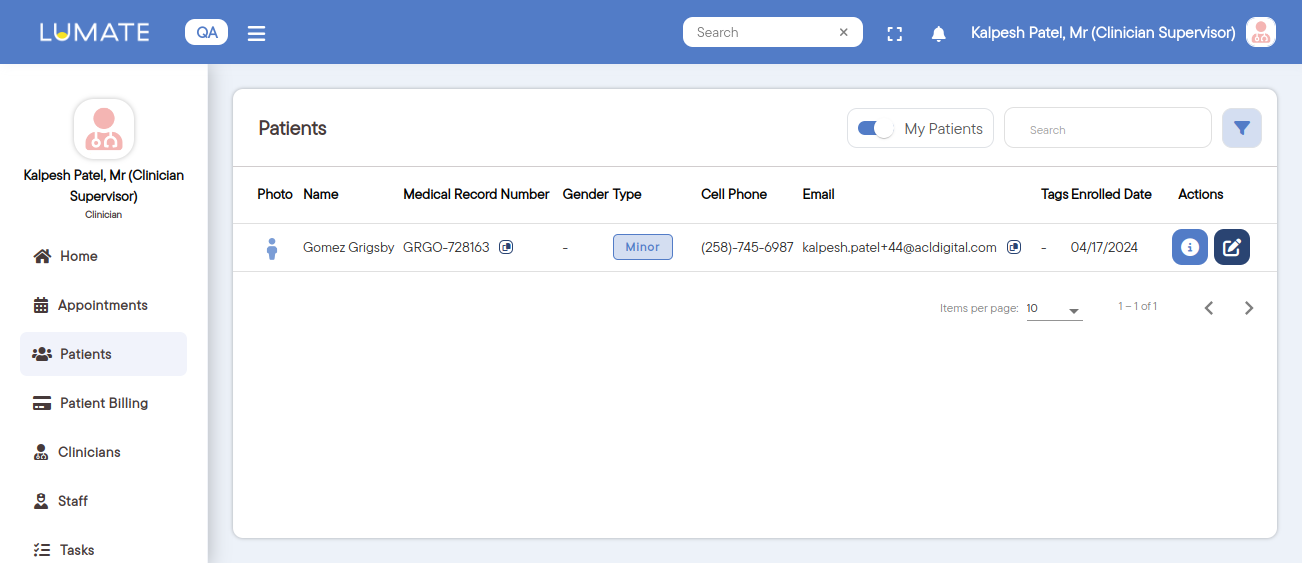 LUMATE QA Search × Kalpesh Patel, Mr (Clinician Supervisor)
Kalpesh Patel, Mr (Clinician
Supervisor)
Clinician
Home
Appointments
Patients
Patient Billing
Clinicians
Staff
Tasks
Patients My Patients Search
Photo Name Medical Record Number Gender Type Cell Phone Email Tags Enrolled Date Actions
Gomez Grigsby GRGO-728163 - Minor (258)-745-6987 kalpesh.patel+44@acldigital.com - 04/17/2024
Items per page: 10 1 – 1 of 1